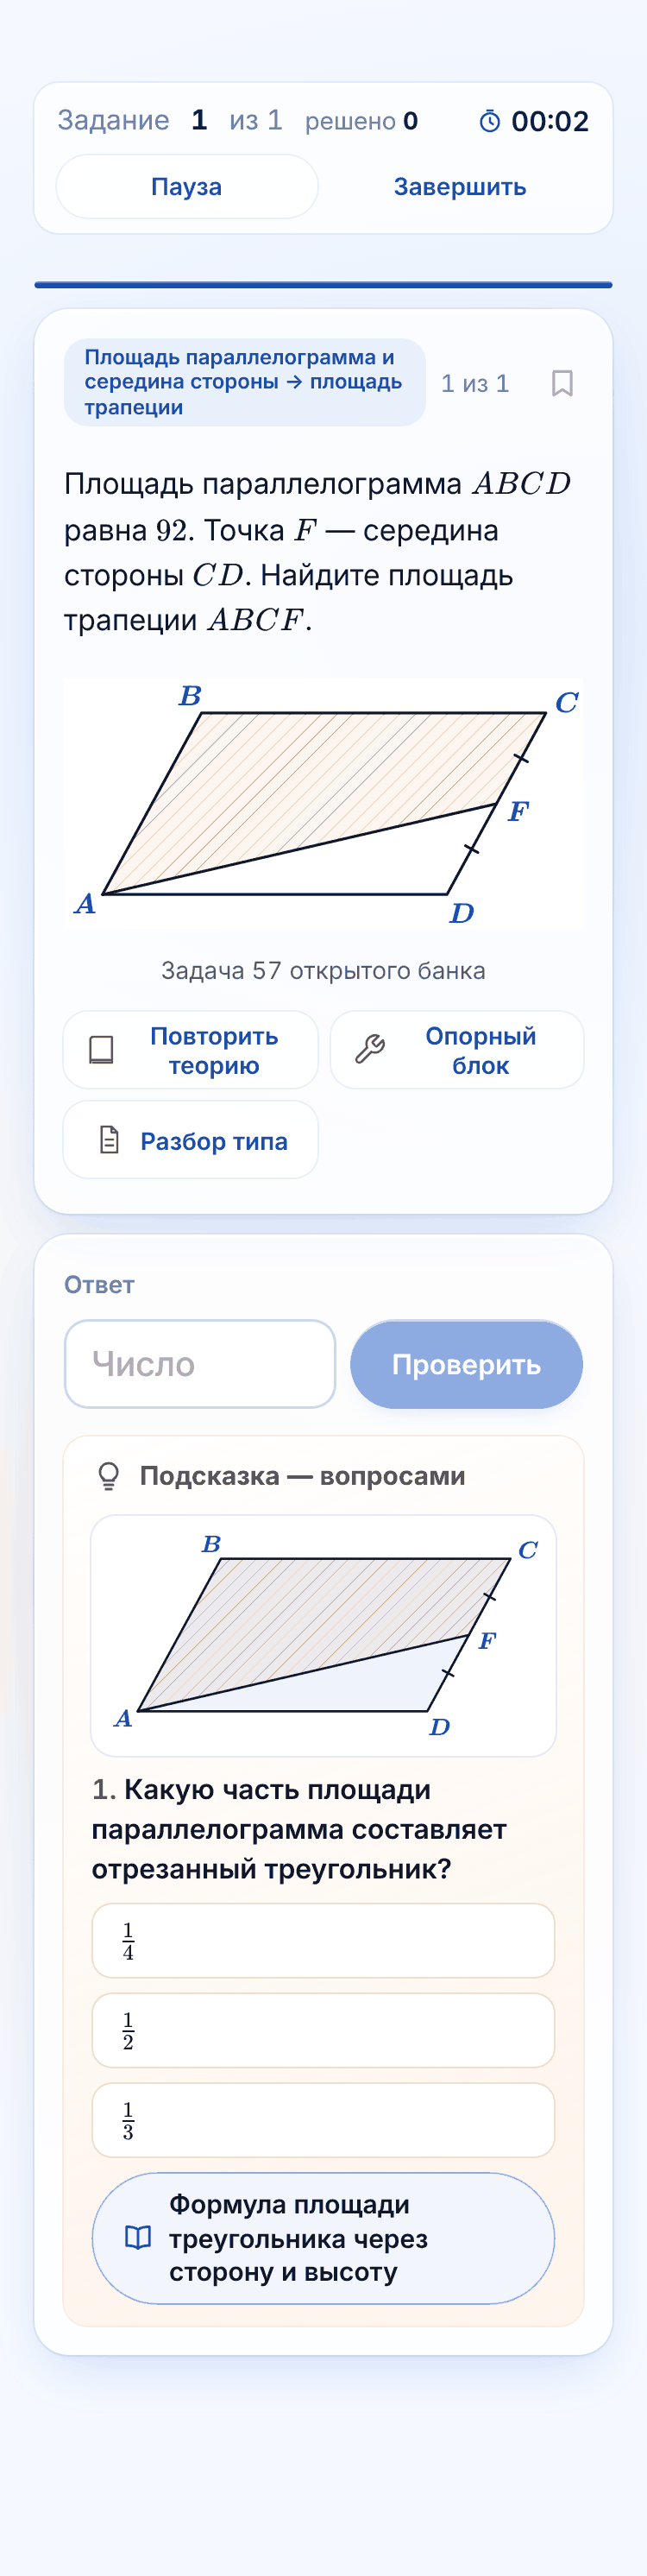 Задание 1 из 1 решено 0 00:02
Пауза Завершить
Площадь параллелограмма и
середина стороны → площадь
трапеции
1 из 1
Площадь параллелограмма ABCD
равна 92. Точка F — середина
стороны CD. Найдите площадь
трапеции ABCF.
B
C
F
A
D
Задача 57 открытого банка
Повторить
теорию
Опорный
блок
Разбор типа
Ответ
Число
Проверить
Подсказка — вопросами
B
C
F
A
D
1. Какую часть площади
параллелограмма составляет
отрезанный треугольник?
1/4
1/2
1/3
Формула площади
треугольника через
сторону и высоту